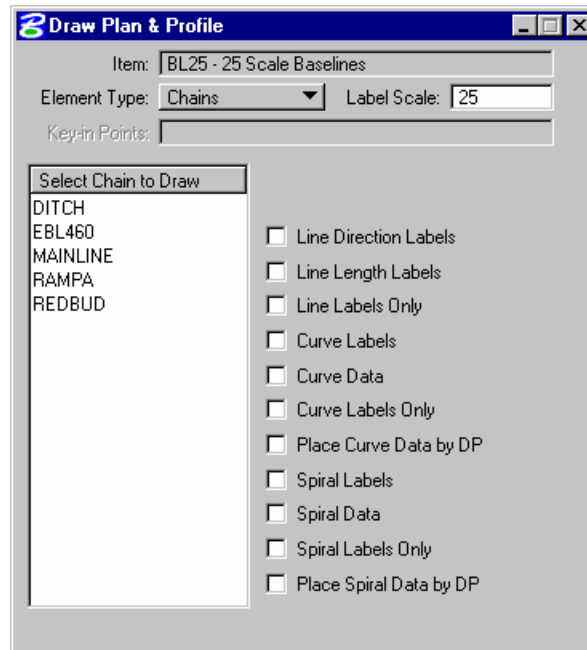 Draw Plan & Profile
Item: BL25 - 25 Scale Baselines
Element Type: Chains Label Scale: 25
Key-in Points:
Select Chain to Draw
DITCH
EBL460
MAINLINE
RAMPA
REDBUD
Line Direction Labels
Line Length Labels
Line Labels Only
Curve Labels
Curve Data
Curve Labels Only
Place Curve Data by DP
Spiral Labels
Spiral Data
Spiral Labels Only
Place Spiral Data by DP